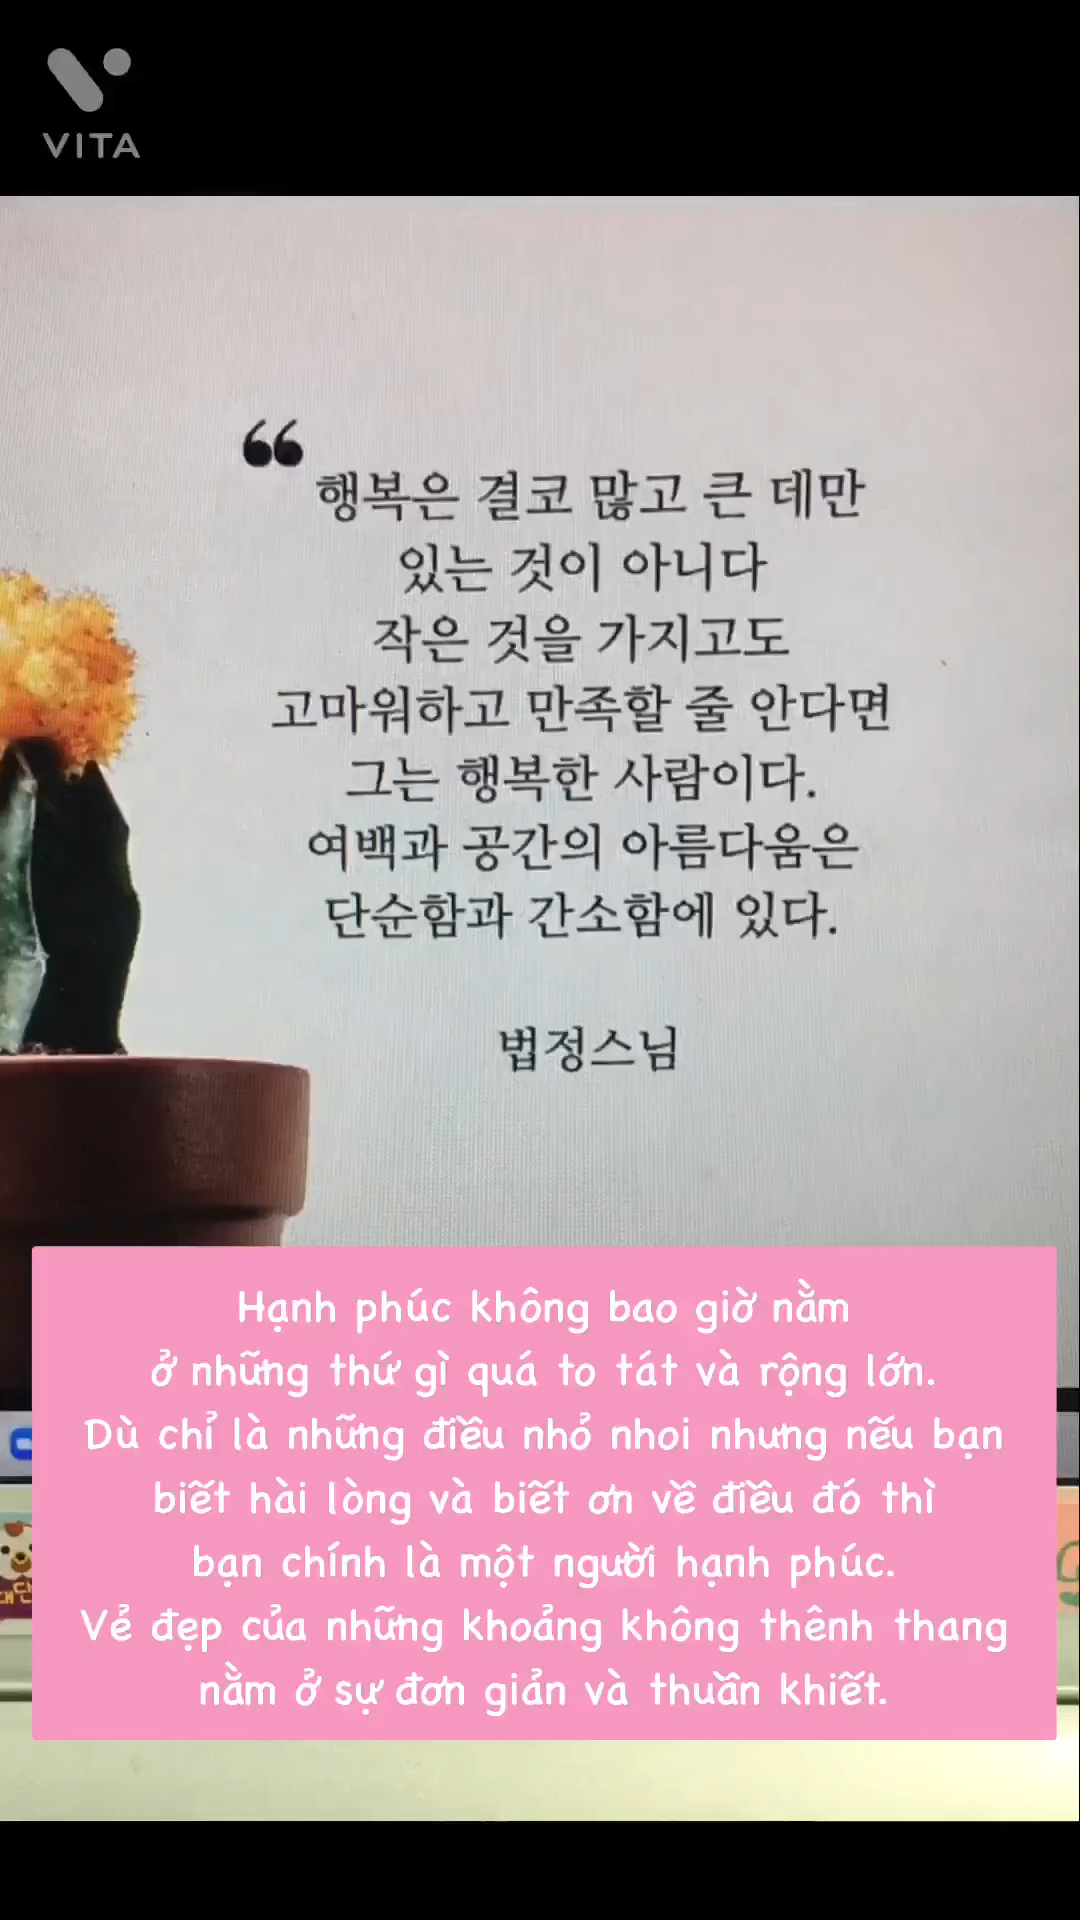 VITA
“
행복은 결코 많고 큰 데만
있는 것이 아니다
작은 것을 가지고도
고마워하고 만족할 줄 안다면
그는 행복한 사람이다.
여백과 공간의 아름다움은
단순함과 간소함에 있다.
법정스님
Hạnh phúc không bao giờ nằm
ở những thứ gì quá to tát và rộng lớn.
Dù chỉ là những điều nhỏ nhoi nhưng nếu bạn
biết hài lòng và biết ơn về điều đó thì
bạn chính là một người hạnh phúc.
Vẻ đẹp của những khoảng không thênh thang
nằm ở sự đơn giản và thuần khiết.